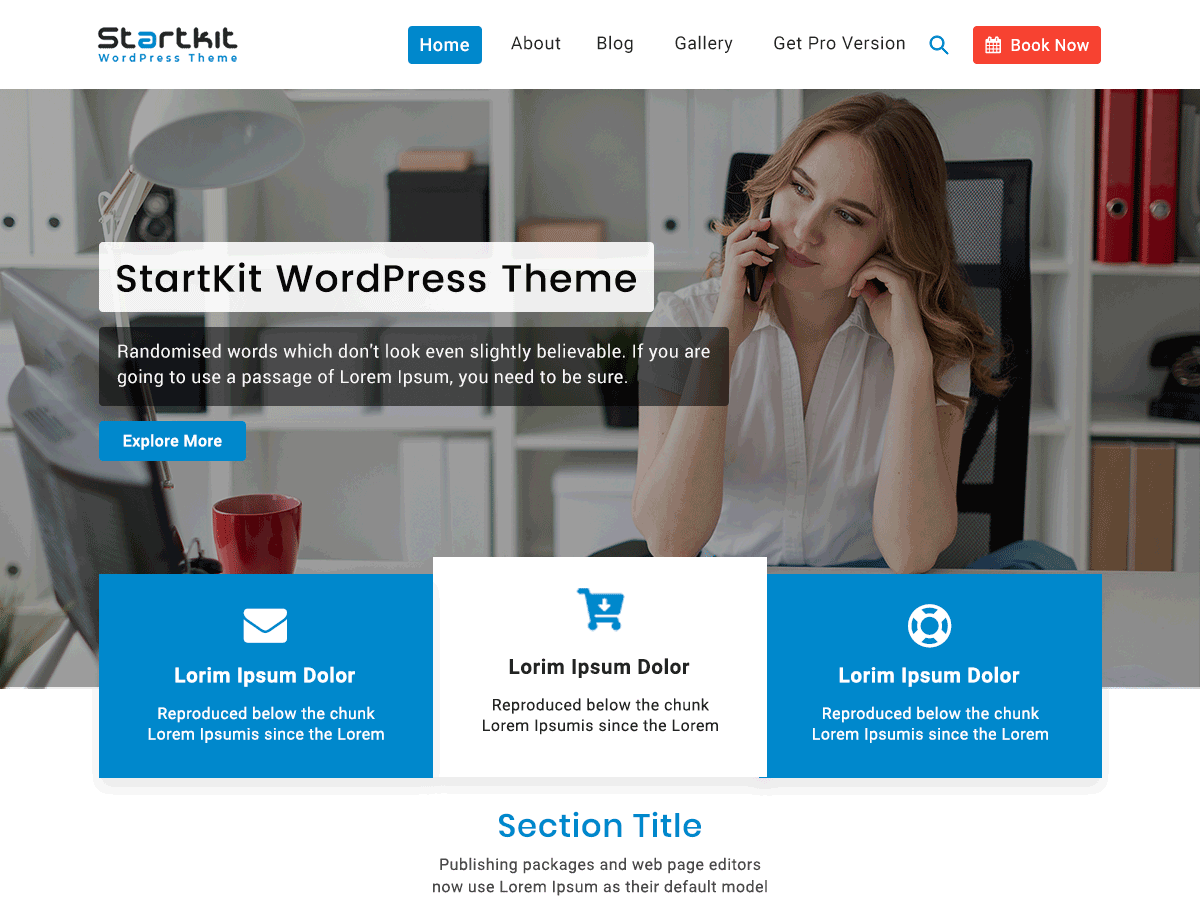 Startkit
WordPress Theme
Home
About
Blog
Gallery
Get Pro Version
Book Now
StartKit WordPress Theme
Randomised words which don't look even slightly believable. If you are
going to use a passage of Lorem Ipsum, you need to be sure.
Explore More
Lorim Ipsum Dolor
Reproduced below the chunk
Lorem Ipsumis since the Lorem
Lorim Ipsum Dolor
Reproduced below the chunk
Lorem Ipsumis since the Lorem
Lorim Ipsum Dolor
Reproduced below the chunk
Lorem Ipsumis since the Lorem
Section Title
Publishing packages and web page editors
now use Lorem Ipsum as their default model